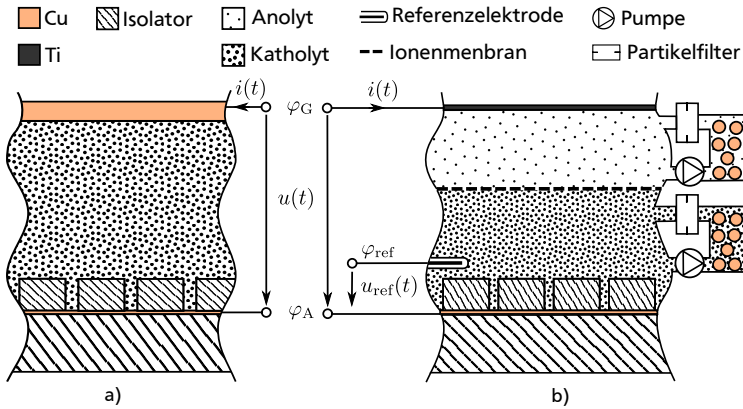 Cu Isolator Anolyt Referenzelektrode Pumpe
Ti Katholyt Ionenmenbran Partikelfilter
i(t) φG i(t)
u(t)
φref
uref(t)
φA
a) b)